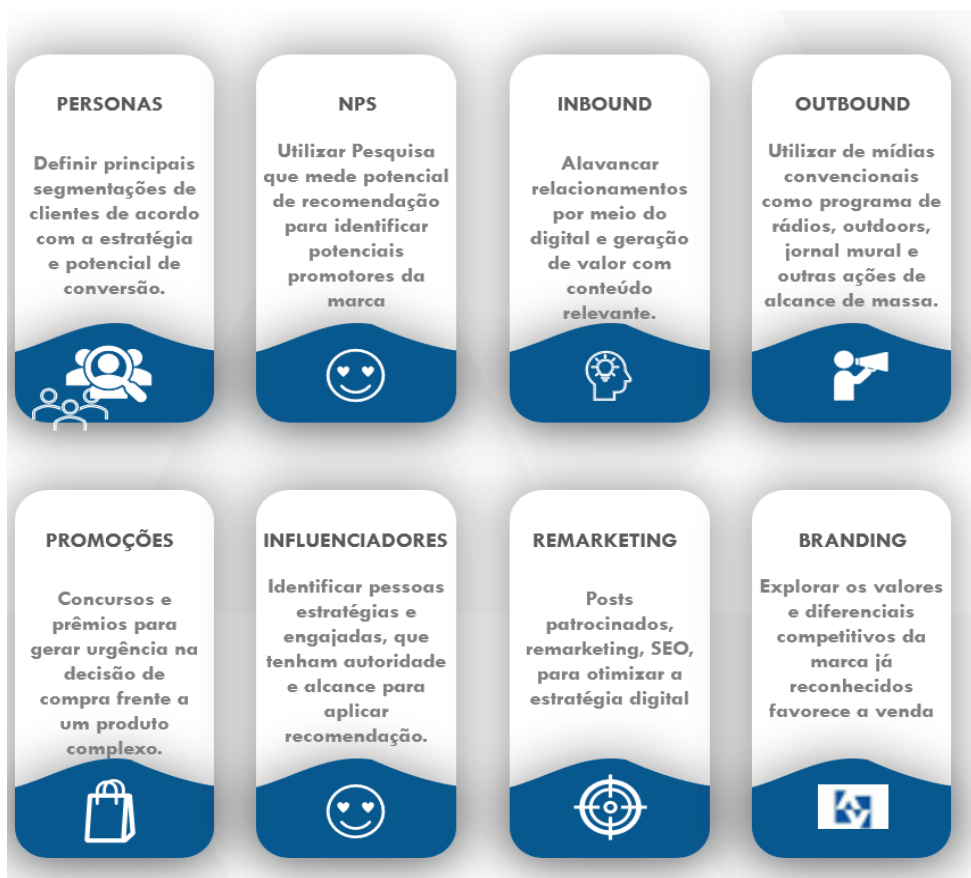 PERSONAS
Definir principais
segmentações de
clientes de acordo
com a estratégia
e potencial de
conversão.
NPS
Utilizar Pesquisa
que mede potencial
de recomendação
para identificar
potenciais
promotores da
marca
INBOUND
Alavancar
relacionamentos
por meio do
digital e geração
de valor com
conteúdo
relevante.
OUTBOUND
Utilizar de mídias
convencionais
como programa de
rádios, outdoors,
jornal mural e
outras ações de
alcance de massa.
PROMOÇÕES
Concursos e
prêmios para
gerar urgência na
decisão de
compra frente a
um produto
complexo.
INFLUENCIADORES
Identificar pessoas
estratégias e
engajadas, que
tenham autoridade
e alcance para
aplicar
recomendação.
REMARKETING
Posts
patrocinados,
remarketing, SEO,
para otimizar a
estratégia digital
BRANDING
Explorar os valores
e diferenciais
competitivos da
marca já
reconhecidos
favorece a venda